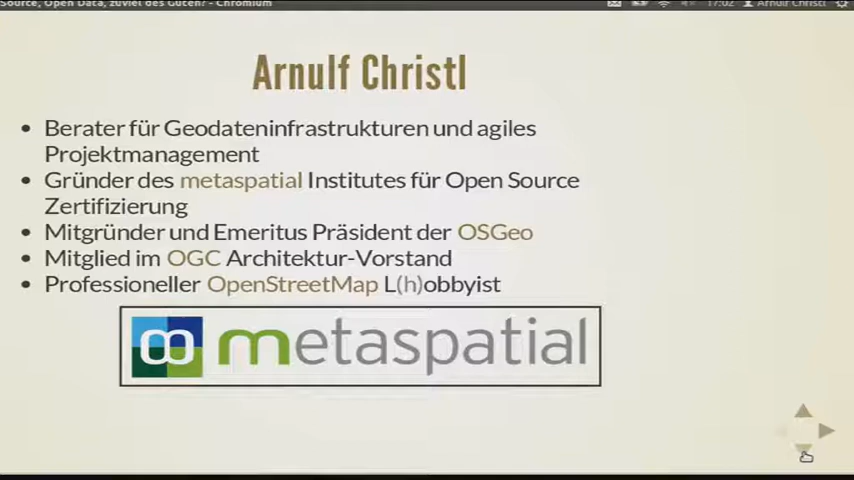 Source, Open Data, zuviel des Guten? - Chromium
17:02 Arnulf Christl
Arnulf Christl
• Berater für Geodateninfrastrukturen und agiles
Projektmanagement
• Gründer des metaspatial Institutes für Open Source
Zertifizierung
• Mitgründer und Emeritus Präsident der OSGeo
• Mitglied im OGC Architektur-Vorstand
• Professioneller OpenStreetMap L(h)obbyist
metaspatial